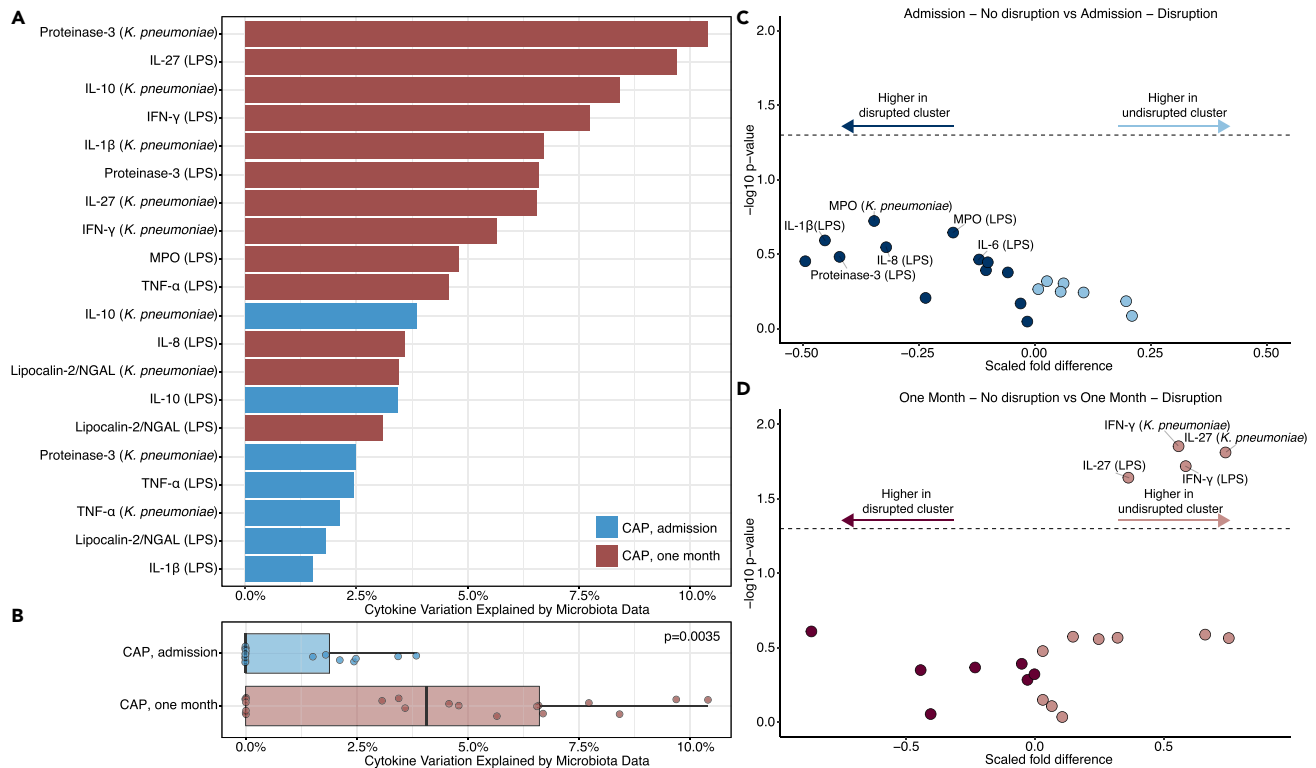 A
Proteinase-3 (K. pneumoniae)
IL-27 (LPS)
IL-10 (K. pneumoniae)
IFN-γ (LPS)
IL-1β (K. pneumoniae)
Proteinase-3 (LPS)
IL-27 (K. pneumoniae)
IFN-γ (K. pneumoniae)
MPO (LPS)
TNF-α (LPS)
IL-10 (K. pneumoniae)
IL-8 (LPS)
Lipocalin-2/NGAL (K. pneumoniae)
IL-10 (LPS)
Lipocalin-2/NGAL (LPS)
Proteinase-3 (K. pneumoniae)
TNF-α (LPS)
TNF-α (K. pneumoniae)
Lipocalin-2/NGAL (LPS)
IL-1β (LPS)
CAP, admission
CAP, one month
0.0% 2.5% 5.0% 7.5% 10.0%
Cytokine Variation Explained by Microbiota Data
B
p=0.0035
CAP, admission
CAP, one month
0.0% 2.5% 5.0% 7.5% 10.0%
Cytokine Variation Explained by Microbiota Data
C
Admission – No disruption vs Admission – Disruption
2.0
1.5
1.0
0.5
0.0
−log10 p−value
Higher in
disrupted cluster
Higher in
undisrupted cluster
MPO (K. pneumoniae)
MPO (LPS)
IL-1β(LPS)
IL-6 (LPS)
IL-8 (LPS)
Proteinase-3 (LPS)
−0.50 −0.25 0.00 0.25 0.50
Scaled fold difference
D
One Month – No disruption vs One Month – Disruption
2.0
1.5
1.0
0.5
0.0
−log10 p−value
IFN-γ (K. pneumoniae)
IL-27 (K. pneumoniae)
IL-27 (LPS)
IFN-γ (LPS)
Higher in
disrupted cluster
Higher in
undisrupted cluster
−0.5 0.0 0.5
Scaled fold difference